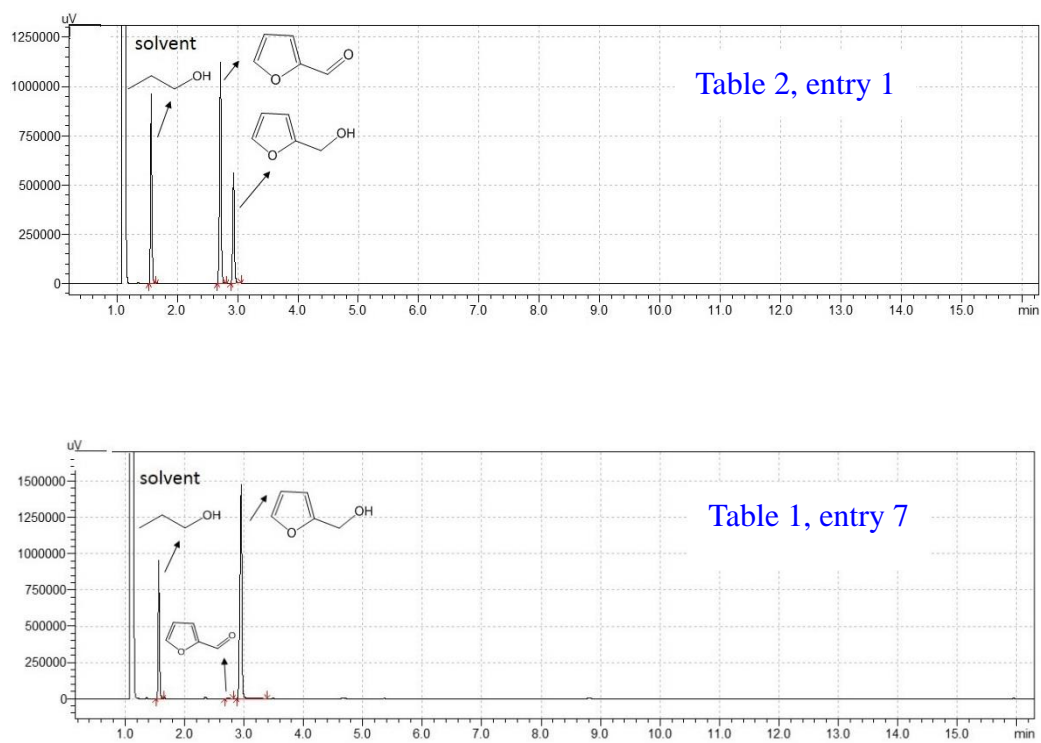 uV
1250000
solvent
O
OH
O
Table 2, entry 1
1000000
750000
OH
O
500000
250000
0
1.0 2.0 3.0 4.0 5.0 6.0 7.0 8.0 9.0 10.0 11.0 12.0 13.0 14.0 15.0 min
uV
solvent
1500000
OH
OH
O
Table 1, entry 7
1250000
1000000
750000
O
O
500000
250000
0
1.0 2.0 3.0 4.0 5.0 6.0 7.0 8.0 9.0 10.0 11.0 12.0 13.0 14.0 15.0 min